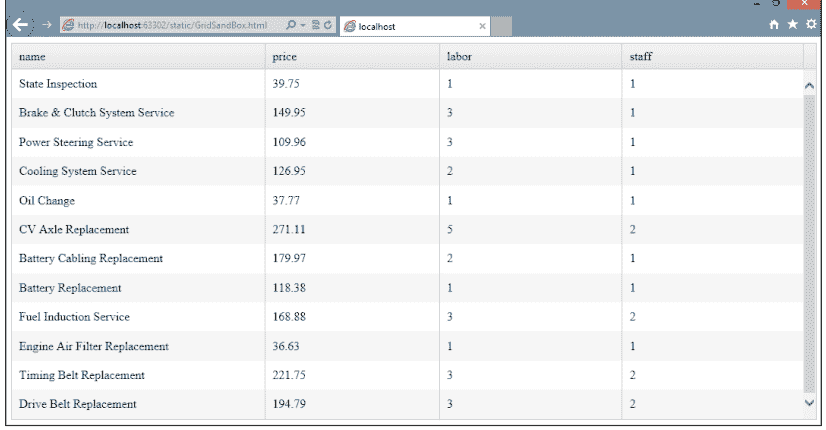 http://localhost:63302/static/GridSandBox.html localhost
name price labor staff
State Inspection 39.75 1 1
Brake & Clutch System Service 149.95 3 1
Power Steering Service 109.96 3 1
Cooling System Service 126.95 2 1
Oil Change 37.77 1 1
CV Axle Replacement 271.11 5 2
Battery Cabling Replacement 179.97 2 1
Battery Replacement 118.38 1 1
Fuel Induction Service 168.88 3 2
Engine Air Filter Replacement 36.63 1 1
Timing Belt Replacement 221.75 3 2
Drive Belt Replacement 194.79 3 2